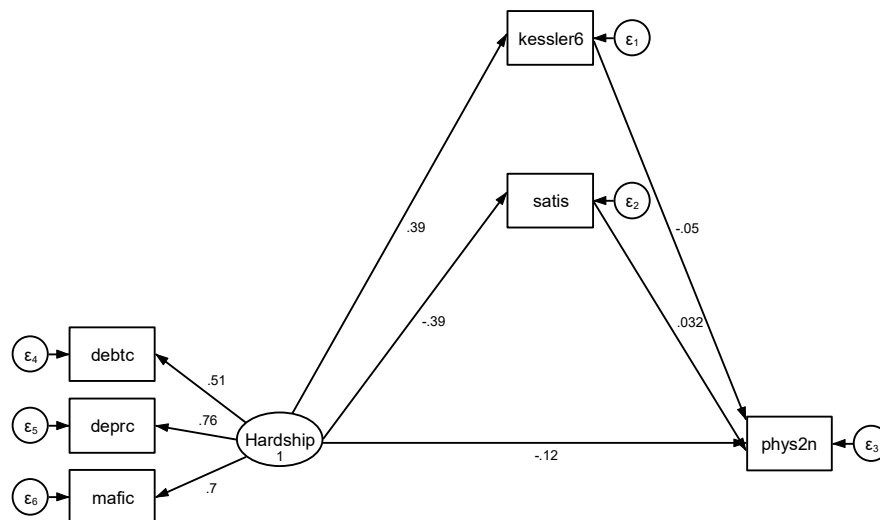 kessler6
ε1
satis
ε2
.39
-.05
-.39
.032
debtc
ε4
.51
deprc
ε5
.76
Hardship
1
-.12
phys2n
ε3
mafic
ε6
.7